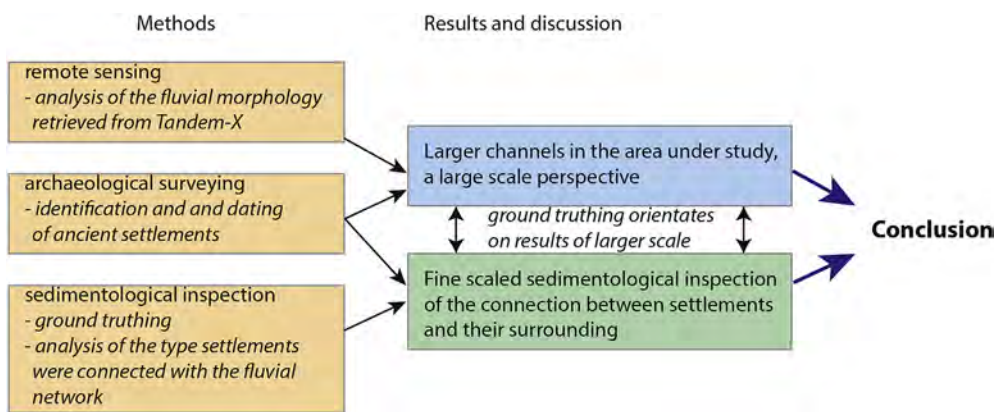 Methods
Results and discussion
remote sensing
- analysis of the fluvial morphology
retrieved from Tandem-X
archaeological surveying
- identification and and dating
of ancient settlements
sedimentological inspection
- ground truthing
- analysis of the type settlements
were connected with the fluvial
network
Larger channels in the area under study,
a large scale perspective
ground truthing orientates
on results of larger scale
Fine scaled sedimentological inspection
of the connection between settlements
and their surrounding
Conclusion